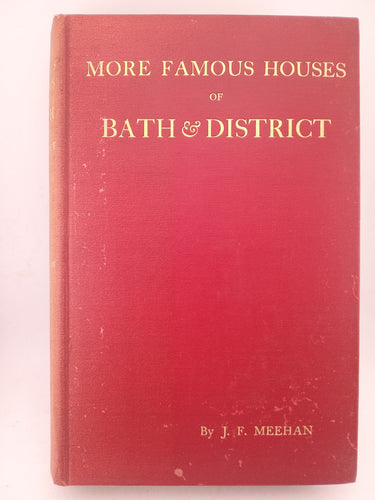 MORE FAMOUS HOUSES
OF
BATH & DISTRICT
By J. F. MEEHAN